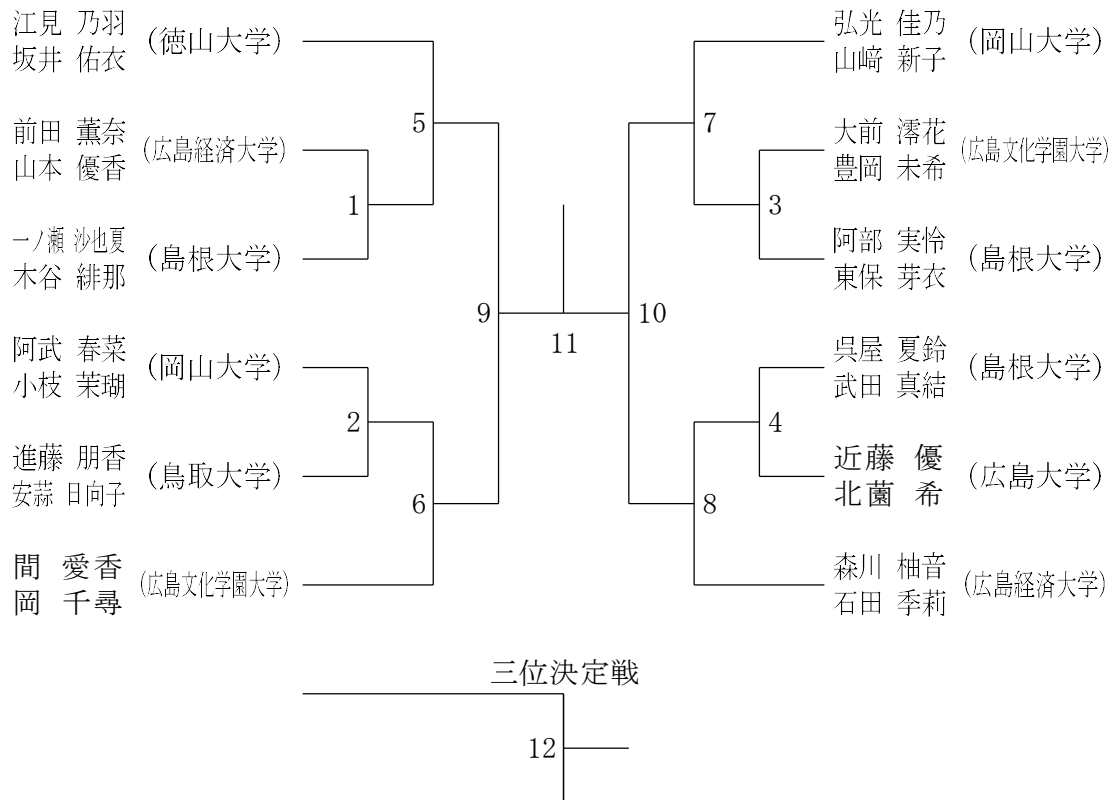 江見 乃羽
坂井 佑衣
(徳山大学)
前田 薫奈
山本 優香
(広島経済大学)
一ノ瀬 沙也夏
木谷 緋那
(島根大学)
阿武 春菜
小枝 茉瑚
(岡山大学)
進藤 朋香
安蒜 日向子
(鳥取大学)
間 愛香
岡 千尋
(広島文化学園大学)
5
1
2
6
9
11
10
7
3
4
8
弘光 佳乃
山﨑 新子
(岡山大学)
大前 澪花
豊岡 未希
(広島文化学園大学)
阿部 実怜
東保 芽衣
(島根大学)
呉屋 夏鈴
武田 真結
(島根大学)
近藤 優
北薗 希
(広島大学)
森川 柚音
石田 季莉
(広島経済大学)
三位決定戦
12